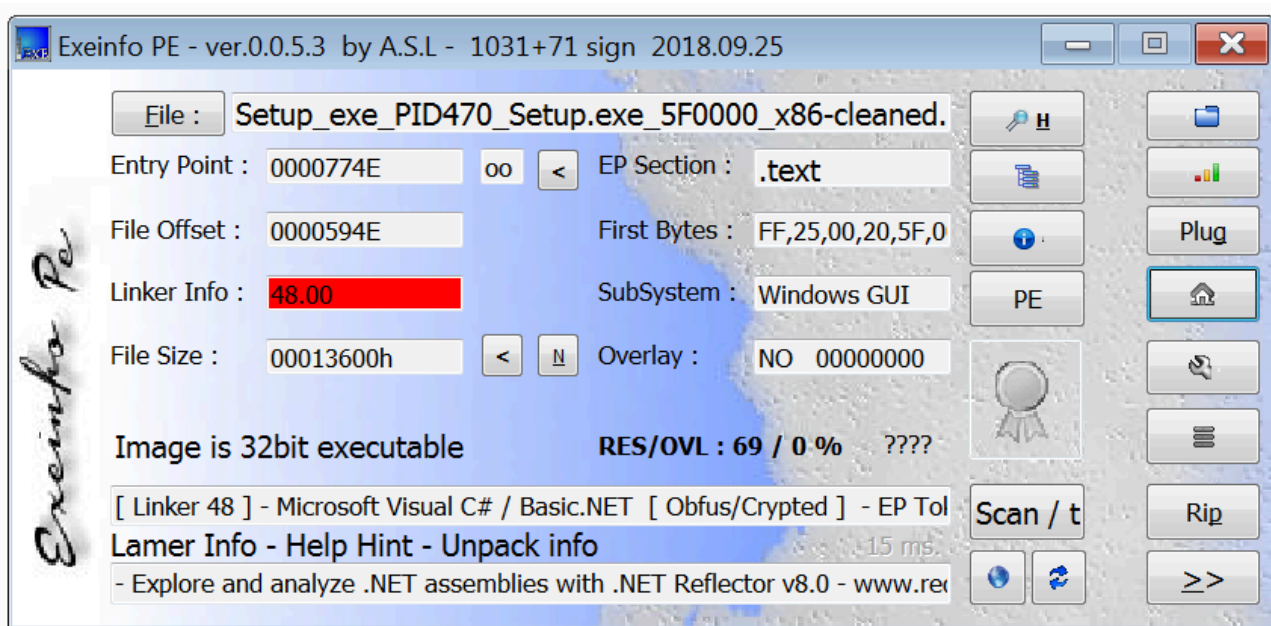 Exeinfo PE - ver.0.0.5.3 by A.S.L - 1031+71 sign 2018.09.25
File : Setup_exe_PID470_Setup.exe_5F0000_x86-cleaned. H
Entry Point : 0000774E oo < EP Section : .text
File Offset : 0000594E First Bytes : FF,25,00,20,5F,0 Plug
Linker Info : 48.00 SubSystem : Windows GUI PE
File Size : 00013600h < N Overlay : NO 00000000
Image is 32bit executable RES/OVL : 69 / 0 % ????
[ Linker 48 ] - Microsoft Visual C# / Basic.NET [ Obfus/Crypted ] - EP Tok Scan / t Rip
Lamer Info - Help Hint - Unpack info 15 ms.
- Explore and analyze .NET assemblies with .NET Reflector v8.0 - www.red >>
Exeinfo Pe